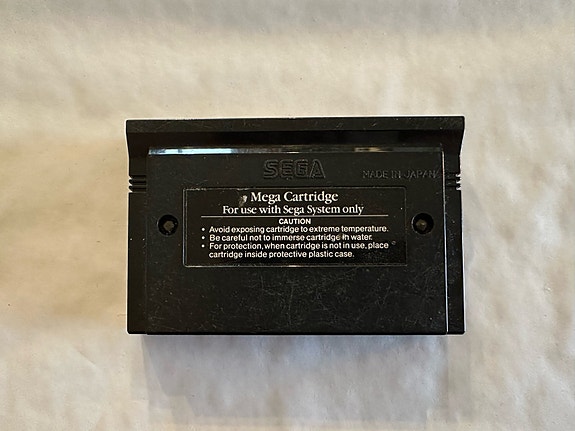 SEGA
MADE IN JAPAN
Mega Cartridge
For use with Sega System only
CAUTION
• Avoid exposing cartridge to extreme temperature.
• Be careful not to immerse cartridge in water.
• For protection, when cartridge is not in use, place
cartridge inside protective plastic case.